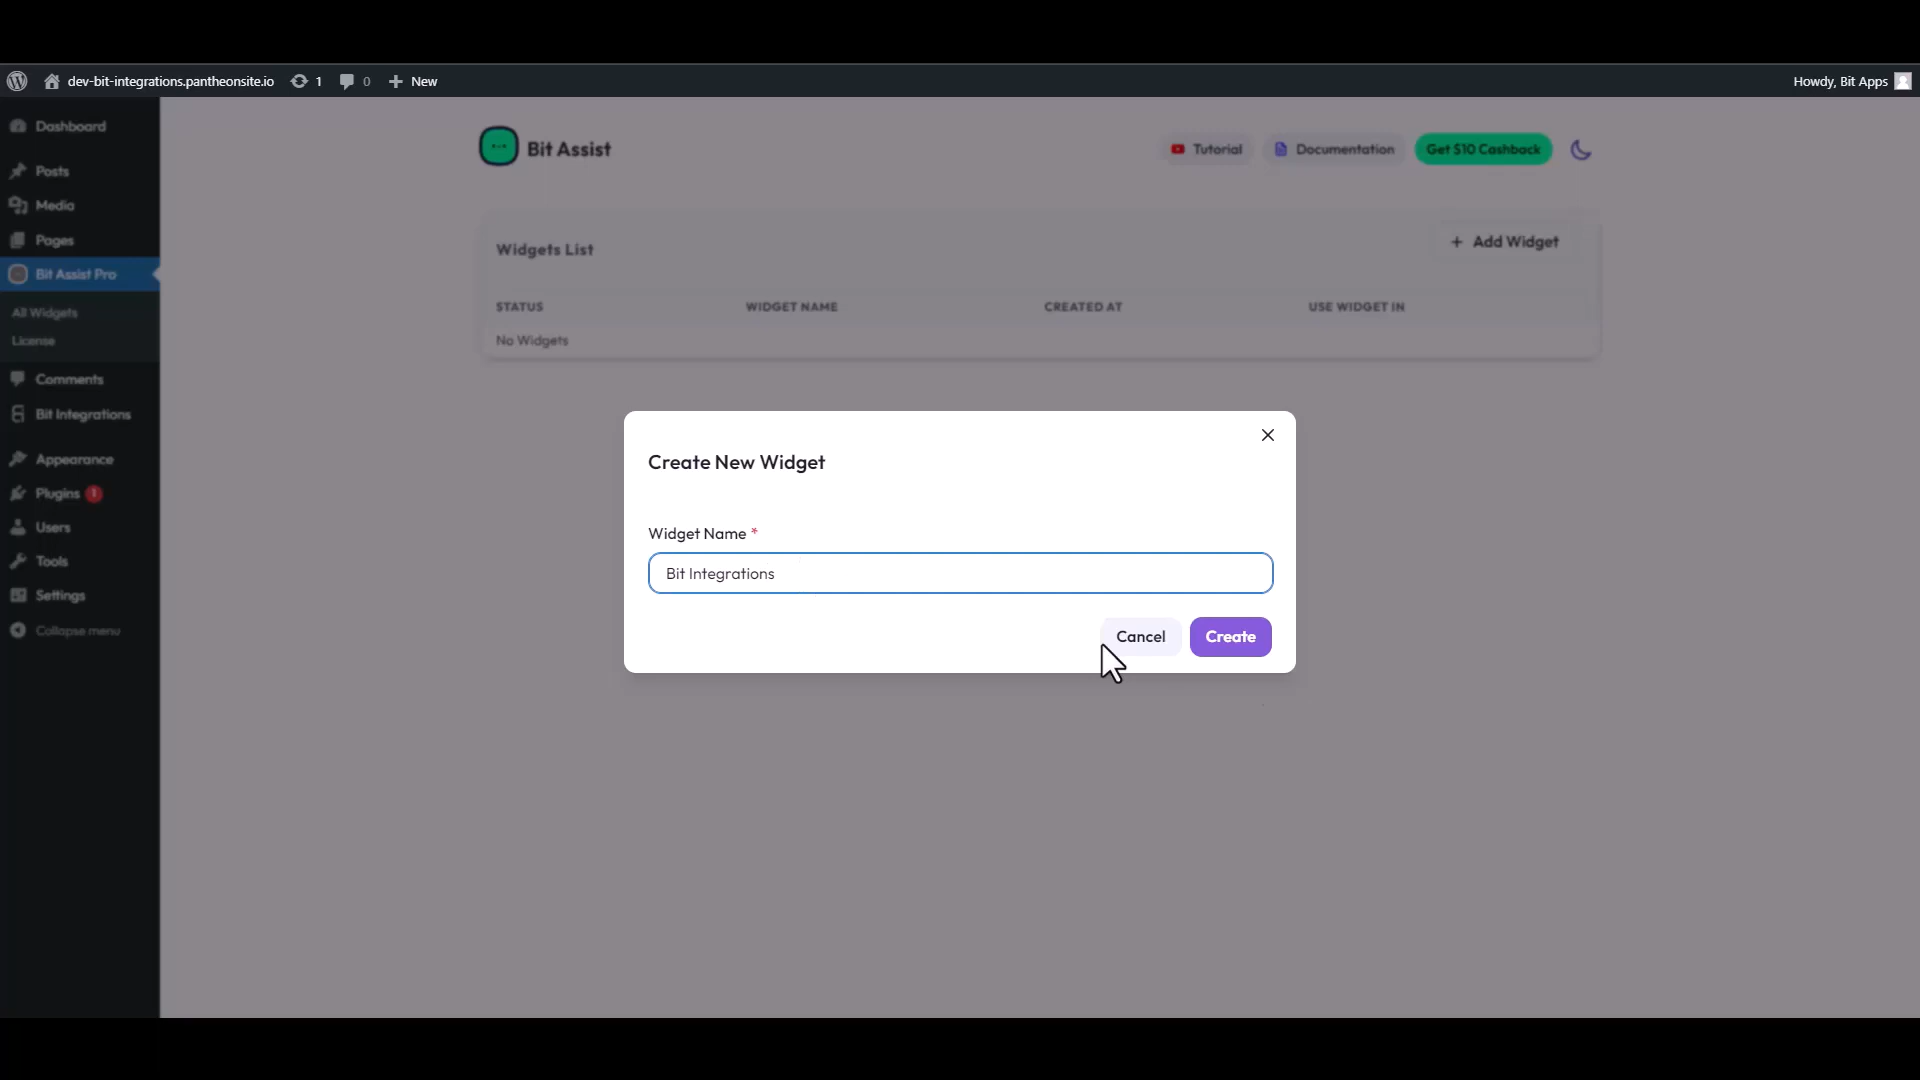 dev-bit-integrations.pantheonsite.io 1 0 New Howdy, Bit Apps
Dashboard
Posts
Media
Pages
Bit Assist Pro
All Widgets
License
Comments
Bit Integrations
Appearance
Plugins 1
Users
Tools
Settings
Collapse menu
Bit Assist
Tutorial Documentation Get $10 Cashback
Widgets List + Add Widget
STATUS WIDGET NAME CREATED AT USE WIDGET IN
No Widgets
Create New Widget
Widget Name *
Bit Integrations
Cancel Create